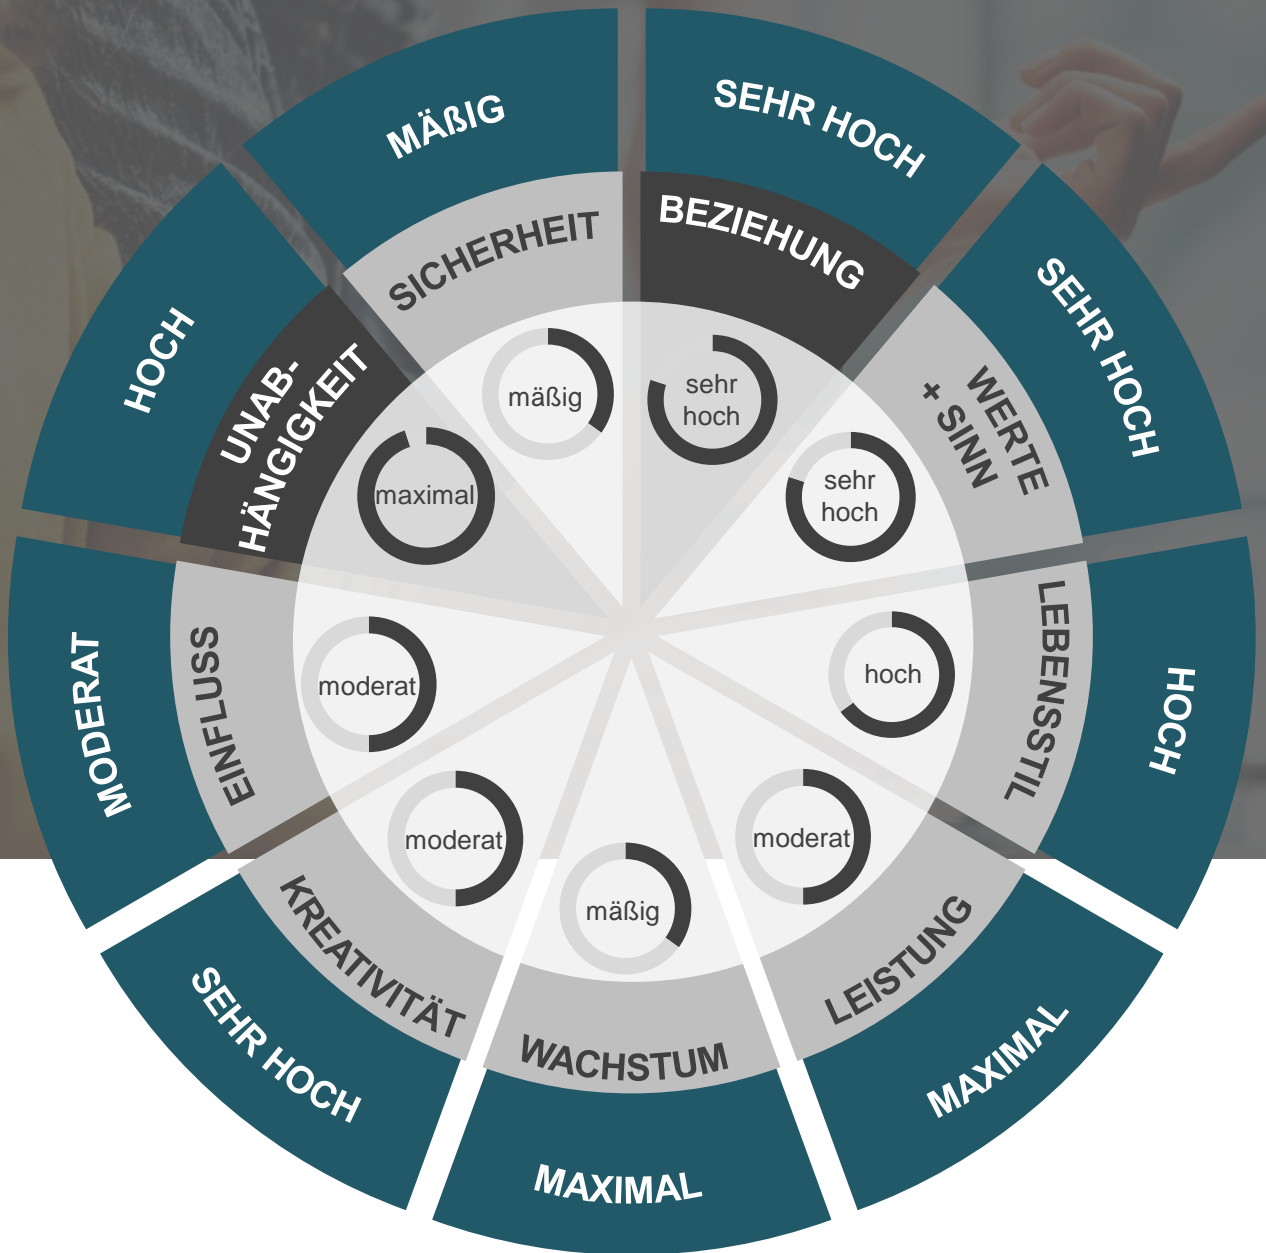 MÄßIG
SEHR HOCH
SICHERHEIT
BEZIEHUNG
HOCH
UNAB-
HÄNGIGKEIT
SEHR HOCH
WERTE
+ SINN
mäßig
sehr
hoch
maximal
sehr
hoch
MODERAT
EINFLUSS
moderat
hoch
LEBENSSTIL
HOCH
moderat
moderat
mäßig
KREATIVITÄT
LEISTUNG
WACHSTUM
SEHR HOCH
MAXIMAL
MAXIMAL